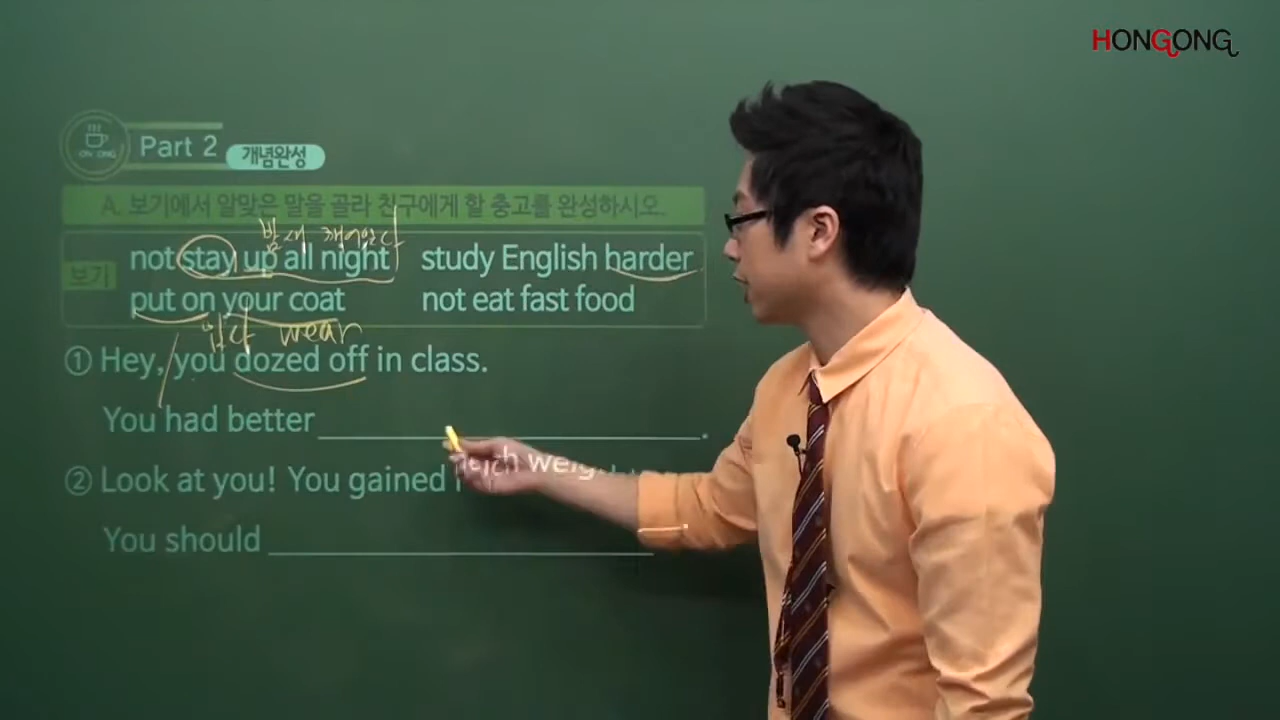 HONGONG
Part 2
개념완성
A. 보기에서 알맞은 말을 골라 친구에게 할 충고를 완성하시오.
밤새 깨어있다
not stay up all night study English harder
보기
put on your coat not eat fast food
입다 wear
① Hey, you dozed off in class.
You had better .
② Look at you! You gained weight
You should